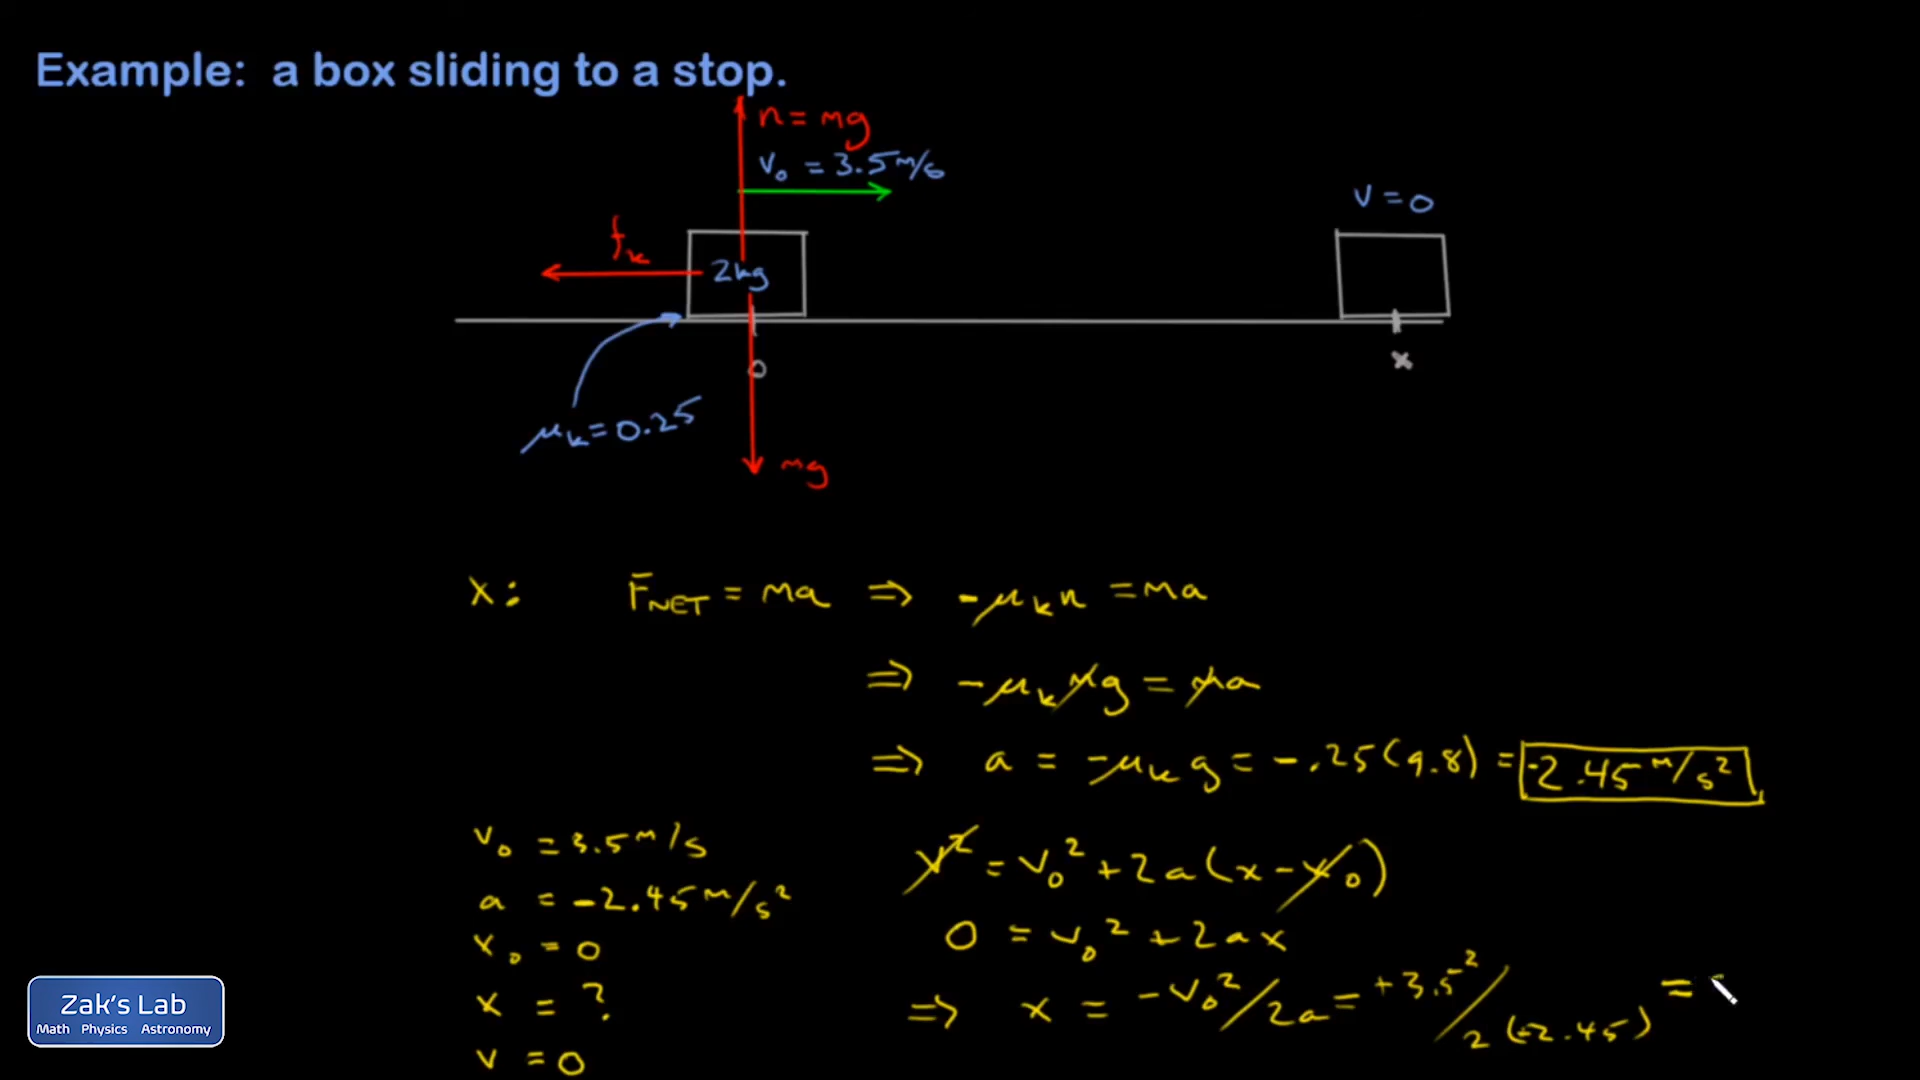 Example: a box sliding to a stop.
n = mg
v₀ = 3.5 m/s
v = 0
fₖ
2kg
0
x
μₖ = 0.25
mg
x: F_NET = ma ⇒ -μₖn = ma
⇒ -μₖmg = ma
⇒ a = -μₖg = -.25(9.8) = -2.45 m/s²
v₀ = 3.5 m/s
a = -2.45 m/s²
x₀ = 0
x = ?
v = 0
v² = v₀² + 2a(x - x₀)
0 = v₀² + 2ax
⇒ x = -v₀²/2a = +3.5²/2(+2.45) =
Zak's Lab
Math Physics Astronomy